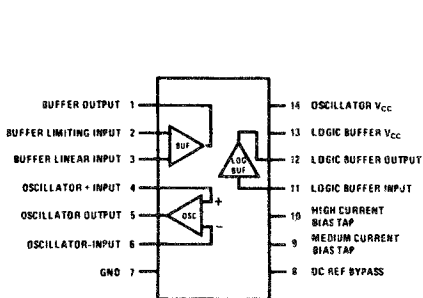 BUFFER OUTPUT 1
BUFFER LIMITING INPUT 2
BUFFER LINEAR INPUT 3
OSCILLATOR + INPUT 4
OSCILLATOR OUTPUT 5
OSCILLATOR-INPUT 6
GND 7
BUF
OSC
+
-
LOG
BUF
14 OSCILLATOR VCC
13 LOGIC BUFFER VCC
12 LOGIC BUFFER OUTPUT
11 LOGIC BUFFER INPUT
10 HIGH CURRENT
BIAS TAP
9 MEDIUM CURRENT
BIAS TAP
8 DC REF BYPASS